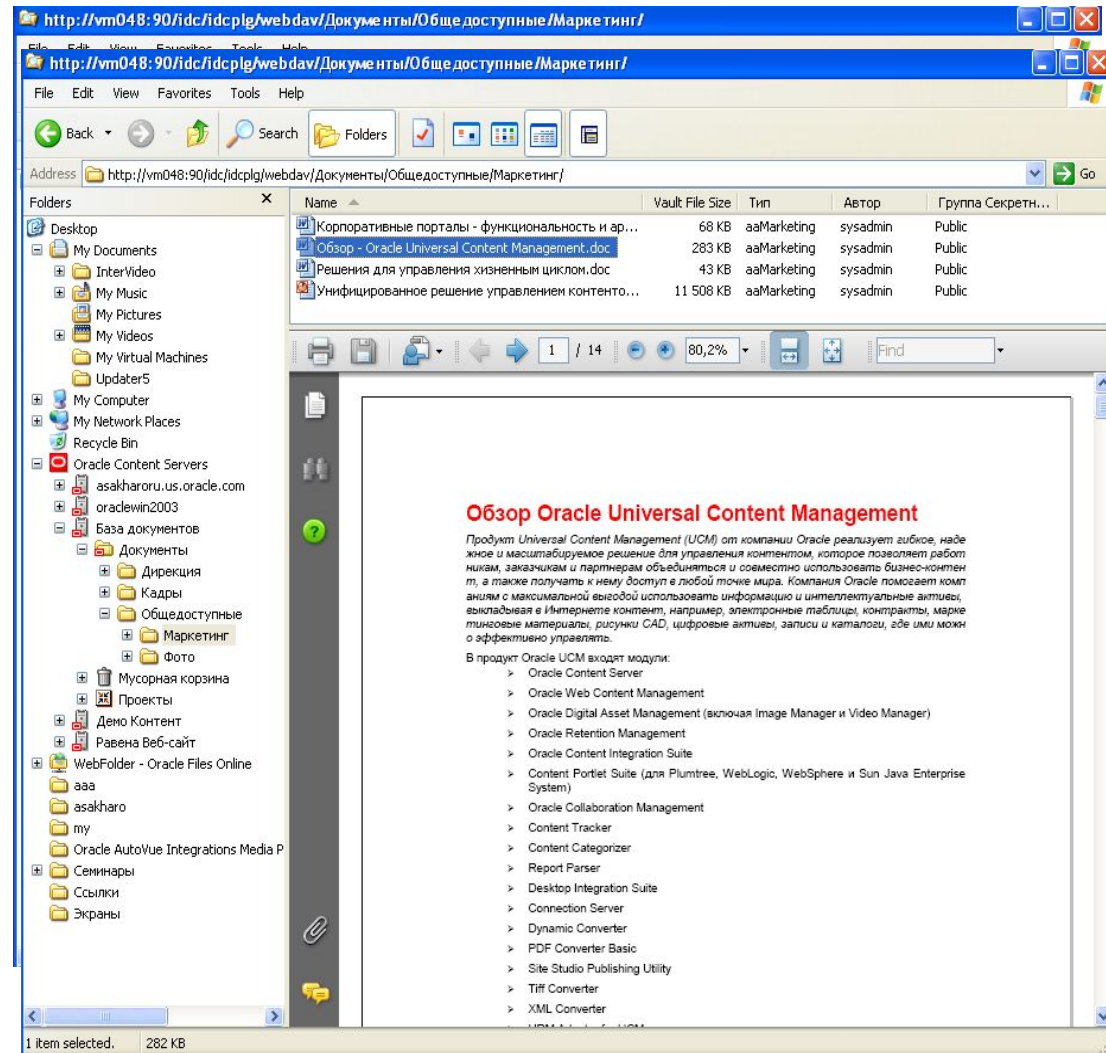 http://vm048:90/idc/idcplg/webdav/Документы/Общедоступные/Маркетинг/
File Edit View Favorites Tools Help
http://vm048:90/idc/idcplg/webdav/Документы/Общедоступные/Маркетинг/
File Edit View Favorites Tools Help
Back Search Folders
Address http://vm048:90/idc/idcplg/webdav/Документы/Общедоступные/Маркетинг/ Go
Folders x
Desktop
My Documents
InterVideo
My Music
My Pictures
My Videos
My Virtual Machines
Updater5
My Computer
My Network Places
Recycle Bin
Oracle Content Servers
asakharoru.us.oracle.com
oraclewin2003
База документов
Документы
Дирекция
Кадры
Общедоступные
Маркетинг
Фото
Мусорная корзина
Проекты
Демо Контент
Равена Веб-сайт
WebFolder - Oracle Files Online
aaa
asakharo
my
Oracle AutoVue Integrations Media P
Семинары
Ссылки
Экраны
Name Vault File Size Тип Автор Группа Секретн...
Корпоративные порталы - функциональность и ар... 68 KB aaMarketing sysadmin Public
Обзор - Oracle Universal Content Management.doc 283 KB aaMarketing sysadmin Public
Решения для управления хизненным циклом.doc 43 KB aaMarketing sysadmin Public
Унифицированное решение управлением контенто... 11 508 KB aaMarketing sysadmin Public
1 / 14 80,2% Find
Обзор Oracle Universal Content Management
Продукт Universal Content Management (UCM) от компании Oracle реализует гибкое, наде
жное и масштабируемое решение для управления контентом, которое позволяет работ
никам, заказчикам и партнерам объединяться и совместно использовать бизнес-контен
т, а также получать к нему доступ в любой точке мира. Компания Oracle помогает комп
аниям с максимальной выгодой использовать информацию и интеллектуальные активы,
выкладывая в Интернете контент, например, электронные таблицы, контракты, марке
тинговые материалы, рисунки CAD, цифровые активы, записи и каталоги, где ими можн
о эффективно управлять.
В продукт Oracle UCM входят модули:
➢ Oracle Content Server
➢ Oracle Web Content Management
➢ Oracle Digital Asset Management (включая Image Manager и Video Manager)
➢ Oracle Retention Management
➢ Oracle Content Integration Suite
➢ Content Portlet Suite (для Plumtree, WebLogic, WebSphere и Sun Java Enterprise
System)
➢ Oracle Collaboration Management
➢ Content Tracker
➢ Content Categorizer
➢ Report Parser
➢ Desktop Integration Suite
➢ Connection Server
➢ Dynamic Converter
➢ PDF Converter Basic
➢ Site Studio Publishing Utility
➢ Tiff Converter
➢ XML Converter
1 item selected. 282 KB